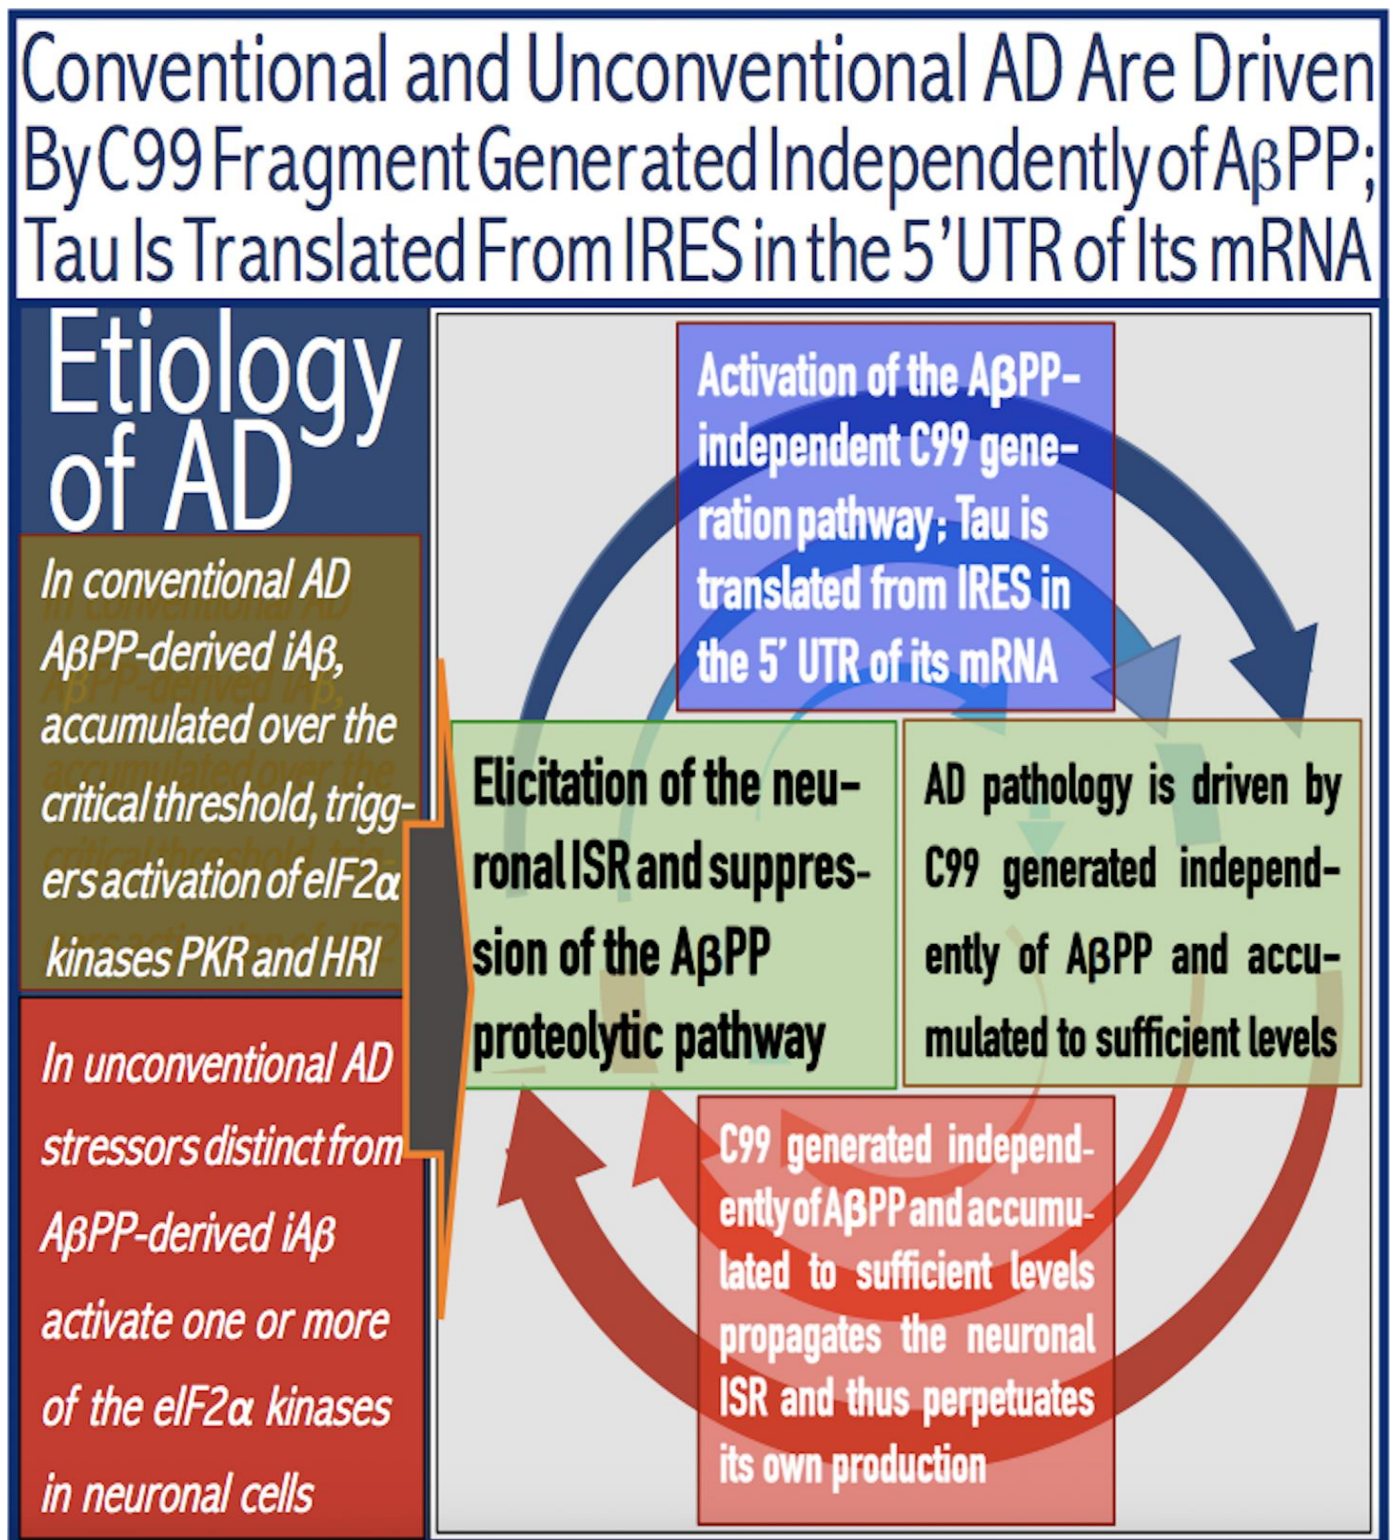 Conventional and Unconventional AD Are Driven
By C99 Fragment Generated Independently of AβPP;
Tau Is Translated From IRES in the 5’UTR of Its mRNA
Etiology
of AD
In conventional AD
AβPP-derived iAβ,
accumulated over the
critical threshold, trigg-
ers activation of eIF2α
kinases PKR and HRI
In unconventional AD
stressors distinct from
AβPP-derived iAβ
activate one or more
of the eIF2α kinases
in neuronal cells
Activation of the AβPP-
independent C99 gene-
ration pathway; Tau is
translated from IRES in
the 5’ UTR of its mRNA
Elicitation of the neu-
ronal ISR and suppres-
sion of the AβPP
proteolytic pathway
AD pathology is driven by
C99 generated independ-
ently of AβPP and accu-
mulated to sufficient levels
C99 generated independ-
ently of AβPP and accumu-
lated to sufficient levels
propagates the neuronal
ISR and thus perpetuates
its own production